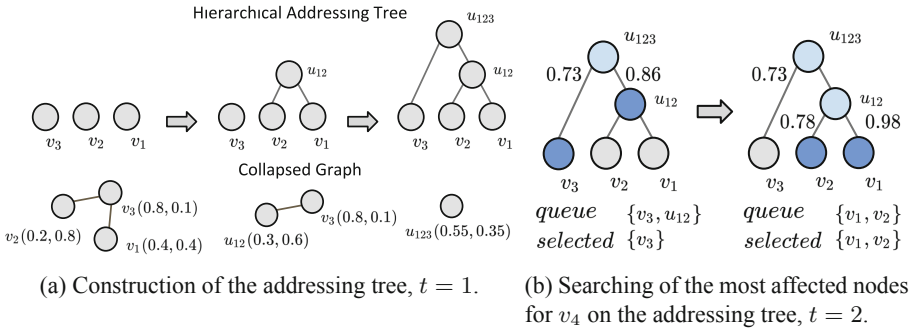 Hierarchical Addressing Tree
u₁₂₃
u₁₂
u₁₂
v₃ v₂ v₁
v₃ v₂ v₁
v₃ v₂ v₁
Collapsed Graph
v₃(0.8, 0.1)
v₂(0.2, 0.8)
v₁(0.4, 0.4)
v₃(0.8, 0.1)
u₁₂(0.3, 0.6)
u₁₂₃(0.55, 0.35)
(a) Construction of the addressing tree, t = 1.
u₁₂₃
0.73 0.86
u₁₂
v₃ v₂ v₁
queue {v₃, u₁₂}
selected {v₃}
u₁₂₃
0.73
u₁₂
0.78 0.98
v₃ v₂ v₁
queue {v₁, v₂}
selected {v₁, v₂}
(b) Searching of the most affected nodes
for v₄ on the addressing tree, t = 2.